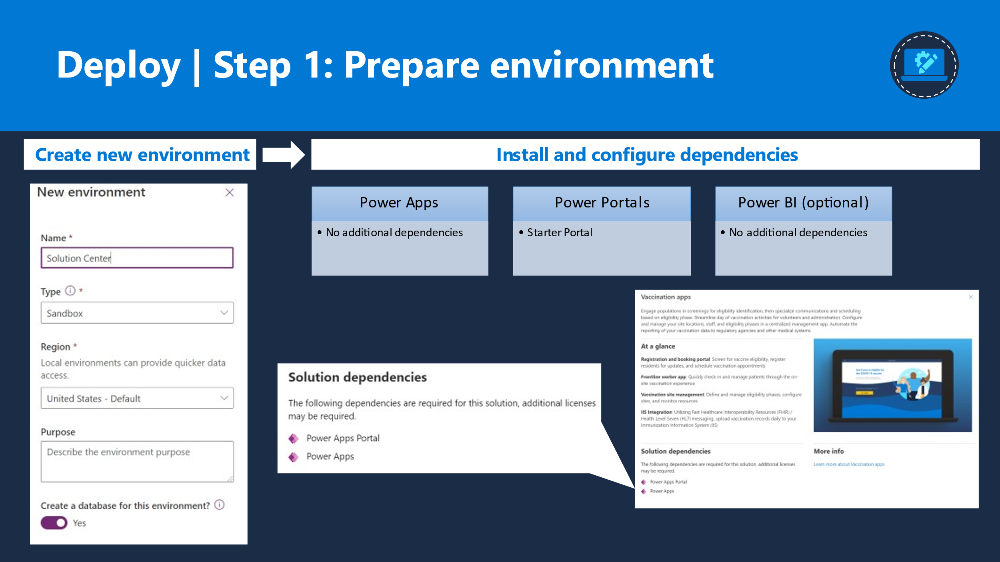 Deploy | Step 1: Prepare environment
Create new environment
Install and configure dependencies
New environment
Name *
Solution Center
Type *
Sandbox
Region *
Local environments can provide quicker data
access.
United States - Default
Purpose
Describe the environment purpose
Create a database for this environment?
Yes
Power Apps
• No additional dependencies
Power Portals
• Starter Portal
Power BI (optional)
• No additional dependencies
Solution dependencies
The following dependencies are required for this solution, additional licenses
may be required.
Power Apps Portal
Power Apps
Vaccination apps
Engage populations in screenings for eligibility identification, then specialize communications and scheduling
based on eligibility phase. Streamline day of vaccination activities for volunteers and administration. Configure
and manage your site locations, staff, and eligibility phases in a centralized management app. Automate the
reporting of your vaccination data to regulatory agencies and other medical systems.
At a glance
Registration and booking portal: Screen for vaccine eligibility, register
residents for updates, and schedule vaccination appointments
Frontline worker app: Quickly check-in and manage patients through the on-
site vaccination experience
Vaccination site management: Define and manage eligibility phases, configure
sites, and monitor resources
IIS Integration: Utilizing Fast Healthcare Interoperability Resources (FHIR) /
Health Level Seven (HL7) messaging, upload vaccination records daily to your
Immunization Information System (IIS)
See if you're eligible for
the COVID-19 vaccine
Solution dependencies
The following dependencies are required for this solution, additional licenses
may be required.
Power Apps Portal
Power Apps
More info
Learn more about Vaccination apps